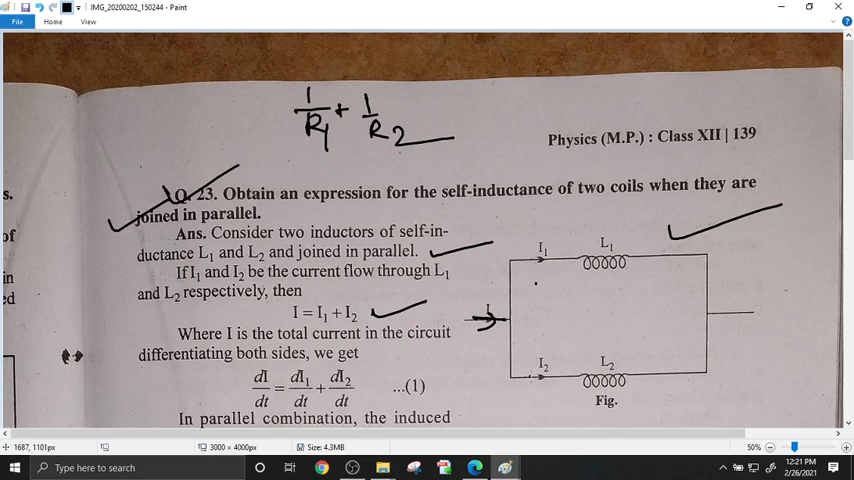 IMG_20200202_150244 - Paint
File Home View
1/R1 + 1/R2
Physics (M.P.) : Class XII | 139
Q. 23. Obtain an expression for the self-inductance of two coils when they are
joined in parallel.
Ans. Consider two inductors of self-in-
ductance L1 and L2 and joined in parallel.
If I1 and I2 be the current flow through L1
and L2 respectively, then
I = I1 + I2
Where I is the total current in the circuit
differentiating both sides, we get
dI/dt = dI1/dt + dI2/dt ...(1)
In parallel combination, the induced
I1 L1
I
I2 L2
Fig.
s.
of
in
ed
1687, 1101px 3000 × 4000px Size: 4.3MB 50%
Type here to search
12:21 PM
2/26/2021